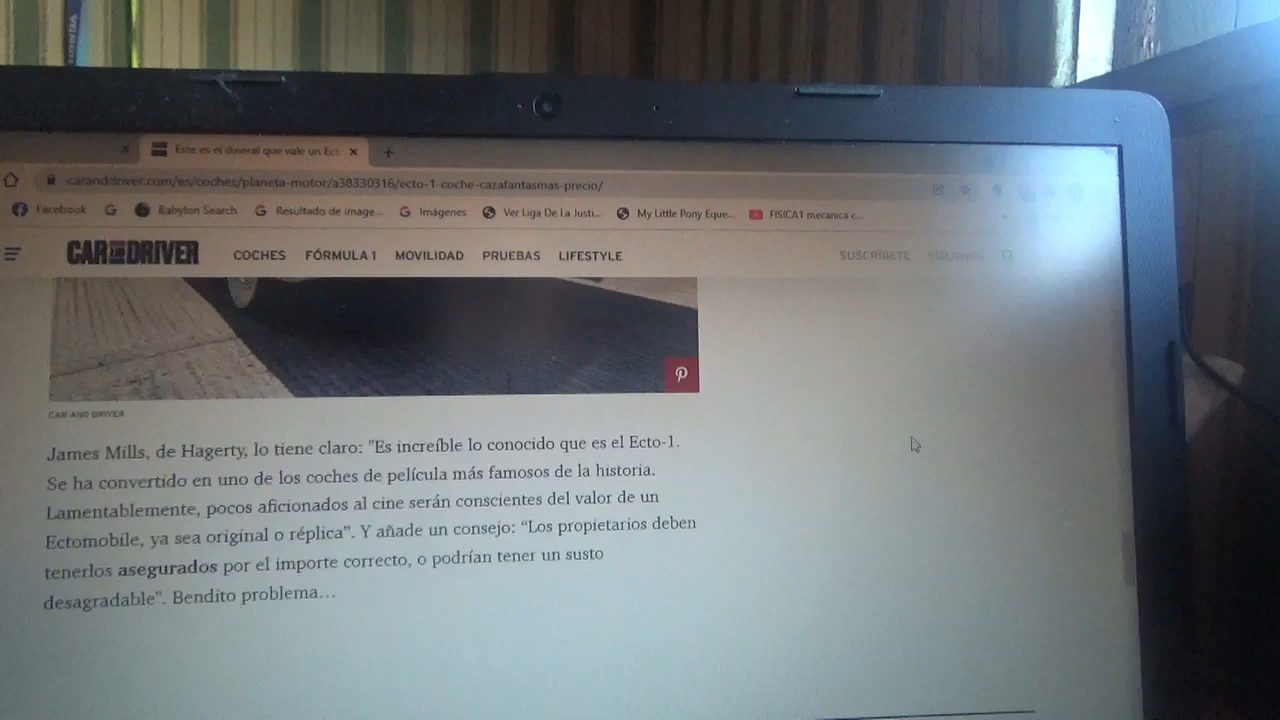 Este es el dineral que vale un Ect
caranddriver.com/es/coches/planeta-motor/a38330316/ecto-1-coche-cazafantasmas-precio/
Facebook Babylon Search Resultado de image... Imágenes Ver Liga De La Justi... My Little Pony Eque... FISICA1 mecanica c...
CAR AND DRIVER COCHES FÓRMULA 1 MOVILIDAD PRUEBAS LIFESTYLE SUSCRÍBETE SÍGUENOS
CAR AND DRIVER
James Mills, de Hagerty, lo tiene claro: "Es increíble lo conocido que es el Ecto-1.
Se ha convertido en uno de los coches de película más famosos de la historia.
Lamentablemente, pocos aficionados al cine serán conscientes del valor de un
Ectomobile, ya sea original o réplica”. Y añade un consejo: “Los propietarios deben
tenerlos asegurados por el importe correcto, o podrían tener un susto
desagradable". Bendito problema...